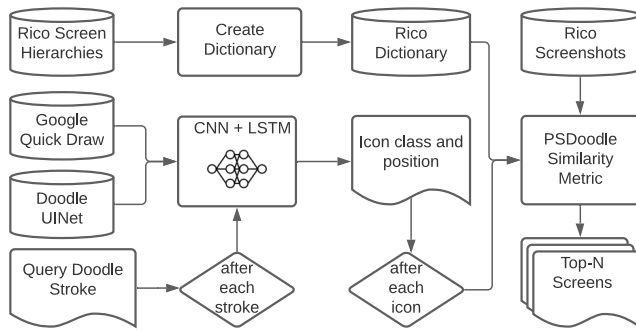 Rico Screen
Hierarchies
Create
Dictionary
Rico
Dictionary
Rico
Screenshots
Google
Quick Draw
Doodle
UINet
CNN + LSTM
Icon class and
position
PSDoodle
Similarity
Metric
Query Doodle
Stroke
after
each
stroke
after
each
icon
Top-N
Screens